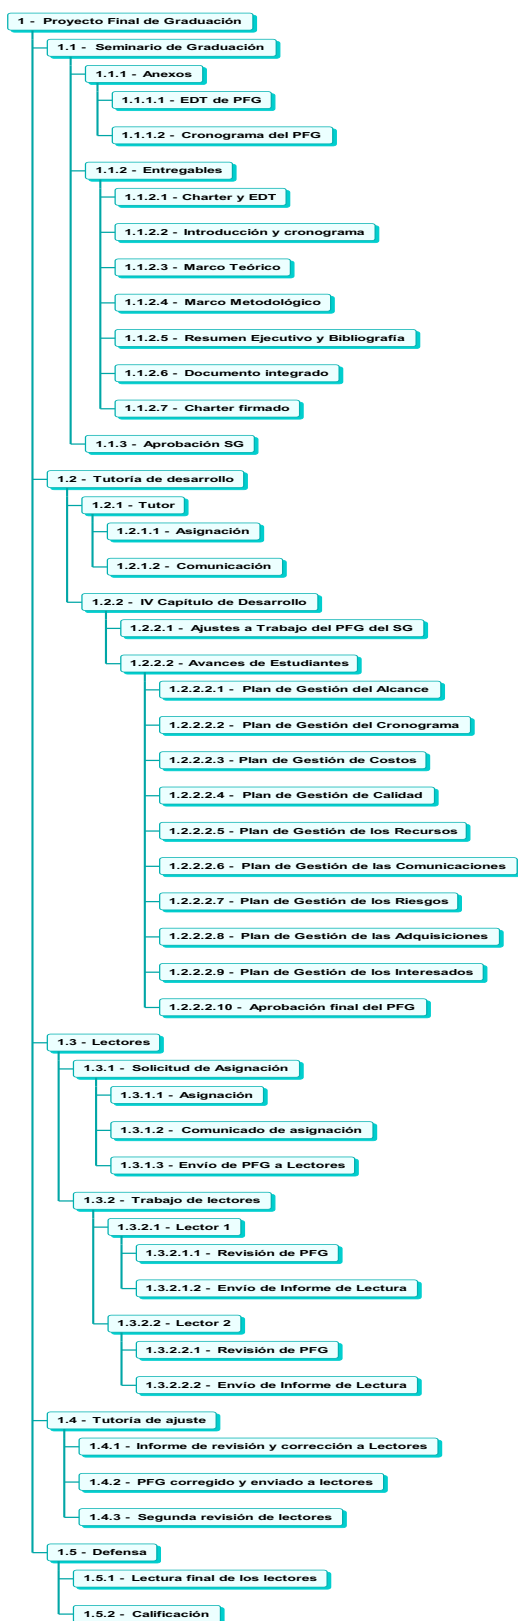 1 - Proyecto Final de Graduación
1.1 - Seminario de Graduación
1.1.1 - Anexos
1.1.1.1 - EDT de PFG
1.1.1.2 - Cronograma del PFG
1.1.2 - Entregables
1.1.2.1 - Charter y EDT
1.1.2.2 - Introducción y cronograma
1.1.2.3 - Marco Teórico
1.1.2.4 - Marco Metodológico
1.1.2.5 - Resumen Ejecutivo y Bibliografía
1.1.2.6 - Documento integrado
1.1.2.7 - Charter firmado
1.1.3 - Aprobación SG
1.2 - Tutoría de desarrollo
1.2.1 - Tutor
1.2.1.1 - Asignación
1.2.1.2 - Comunicación
1.2.2 - IV Capítulo de Desarrollo
1.2.2.1 - Ajustes a Trabajo del PFG del SG
1.2.2.2 - Avances de Estudiantes
1.2.2.2.1 - Plan de Gestión del Alcance
1.2.2.2.2 - Plan de Gestión del Cronograma
1.2.2.2.3 - Plan de Gestión de Costos
1.2.2.2.4 - Plan de Gestión de Calidad
1.2.2.2.5 - Plan de Gestión de los Recursos
1.2.2.2.6 - Plan de Gestión de las Comunicaciones
1.2.2.2.7 - Plan de Gestión de los Riesgos
1.2.2.2.8 - Plan de Gestión de las Adquisiciones
1.2.2.2.9 - Plan de Gestión de los Interesados
1.2.2.2.10 - Aprobación final del PFG
1.3 - Lectores
1.3.1 - Solicitud de Asignación
1.3.1.1 - Asignación
1.3.1.2 - Comunicado de asignación
1.3.1.3 - Envío de PFG a Lectores
1.3.2 - Trabajo de lectores
1.3.2.1 - Lector 1
1.3.2.1.1 - Revisión de PFG
1.3.2.1.2 - Envío de Informe de Lectura
1.3.2.2 - Lector 2
1.3.2.2.1 - Revisión de PFG
1.3.2.2.2 - Envío de Informe de Lectura
1.4 - Tutoría de ajuste
1.4.1 - Informe de revisión y corrección a Lectores
1.4.2 - PFG corregido y enviado a lectores
1.4.3 - Segunda revisión de lectores
1.5 - Defensa
1.5.1 - Lectura final de los lectores
1.5.2 - Calificación